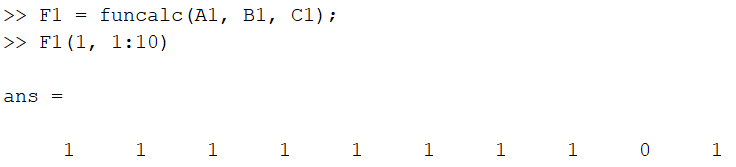 >> F1 = funcalc(A1, B1, C1);
>> F1(1, 1:10)
ans =
1 1 1 1 1 1 1 1 0 1